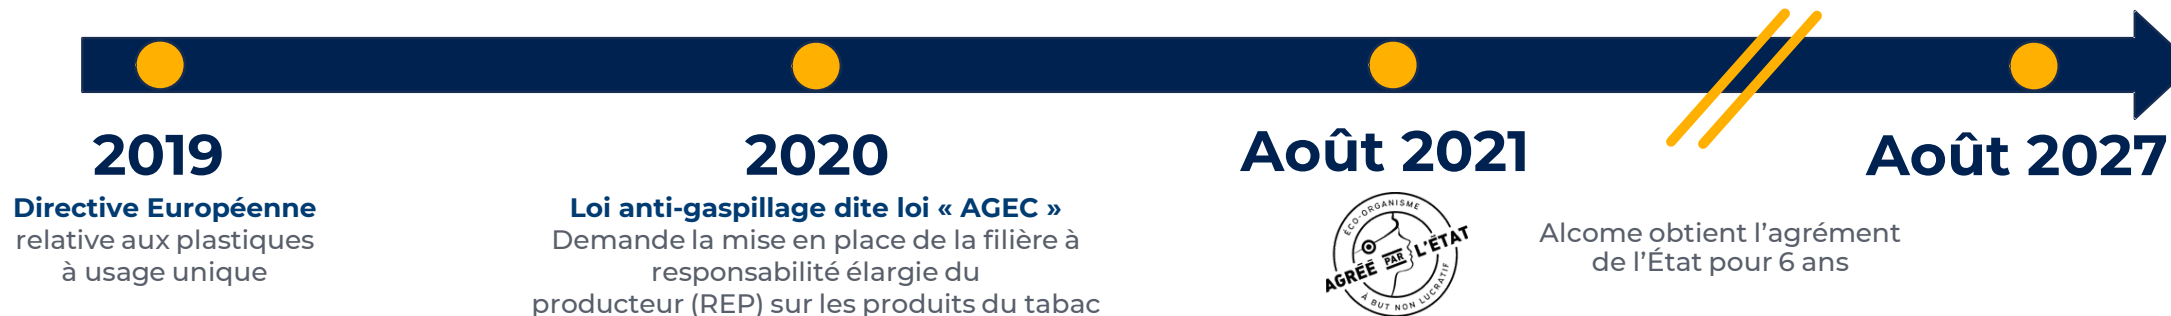 2019
Directive Européenne
relative aux plastiques
à usage unique
2020
Loi anti-gaspillage dite loi « AGEC »
Demande la mise en place de la filière à
responsabilité élargie du
producteur (REP) sur les produits du tabac
Août 2021
ÉCO-ORGANISME
AGRÉÉ PAR L'ÉTAT
À BUT NON LUCRATIF
Alcome obtient l’agrément
de l’État pour 6 ans
Août 2027